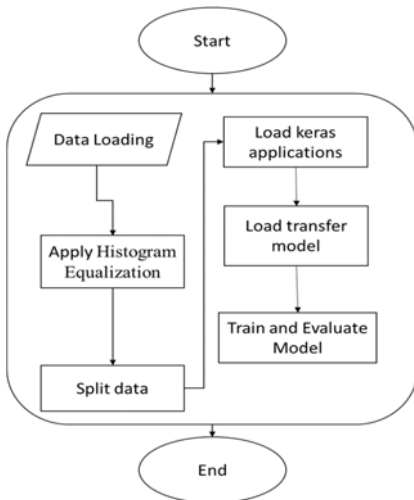 Start
Data Loading
Apply Histogram
Equalization
Split data
Load keras
applications
Load transfer
model
Train and Evaluate
Model
End